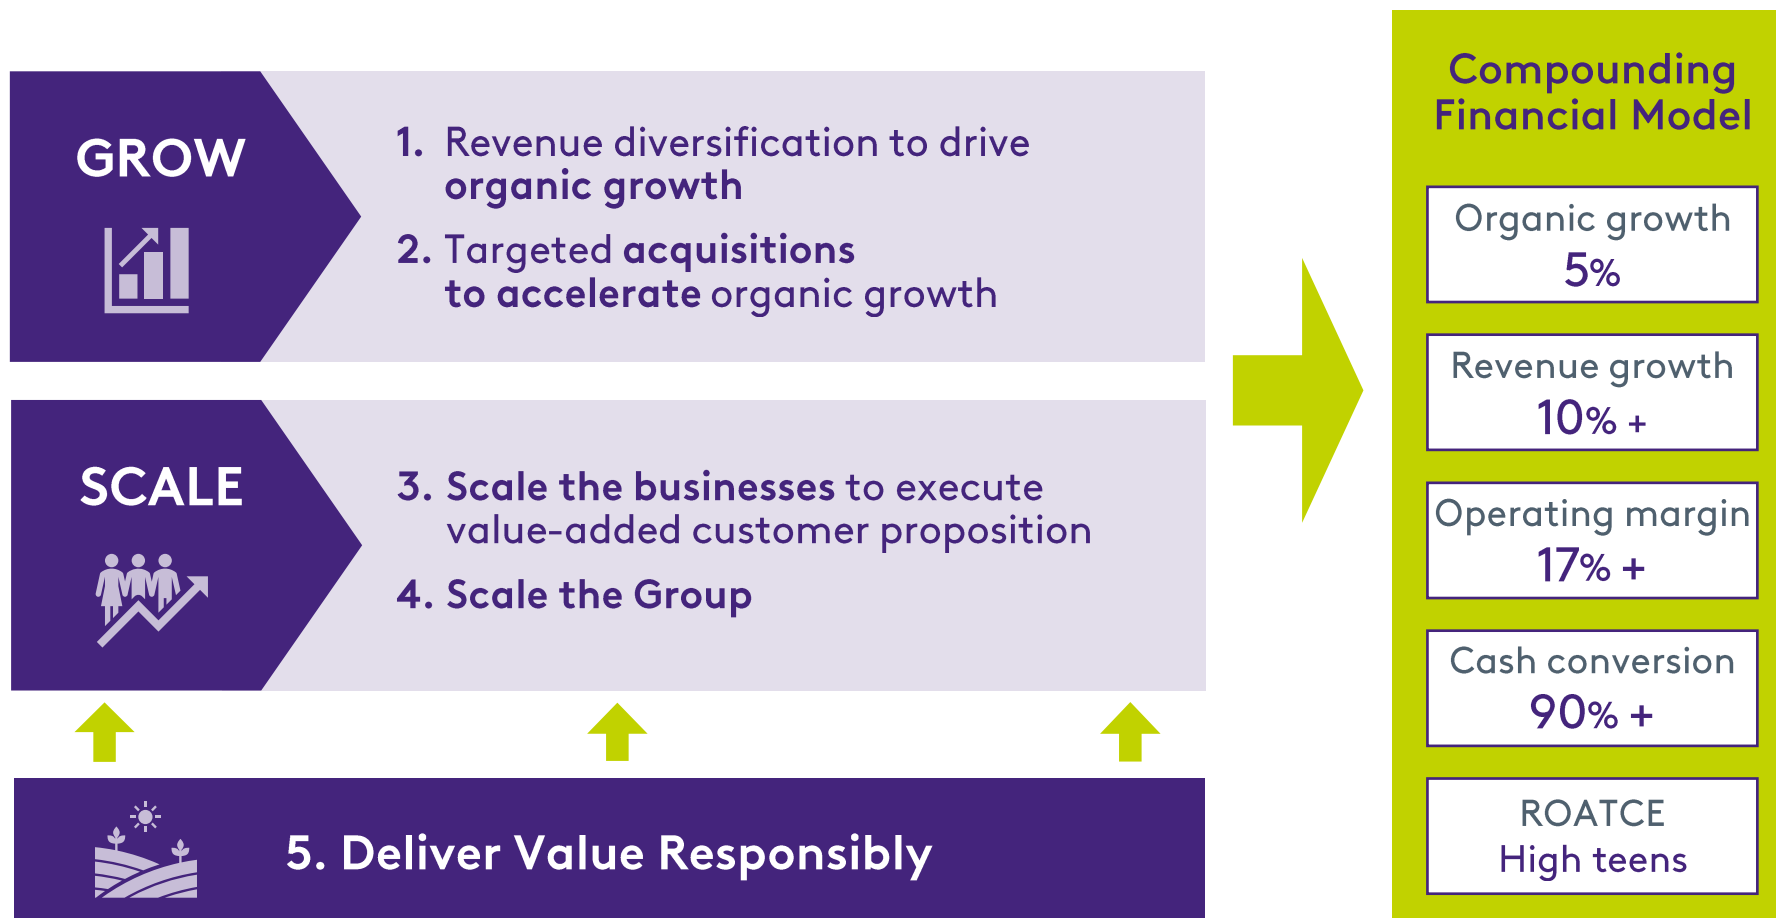 GROW
1. Revenue diversification to drive
organic growth
2. Targeted acquisitions
to accelerate organic growth
SCALE
3. Scale the businesses to execute
value-added customer proposition
4. Scale the Group
5. Deliver Value Responsibly
Compounding
Financial Model
Organic growth
5%
Revenue growth
10% +
Operating margin
17% +
Cash conversion
90% +
ROATCE
High teens